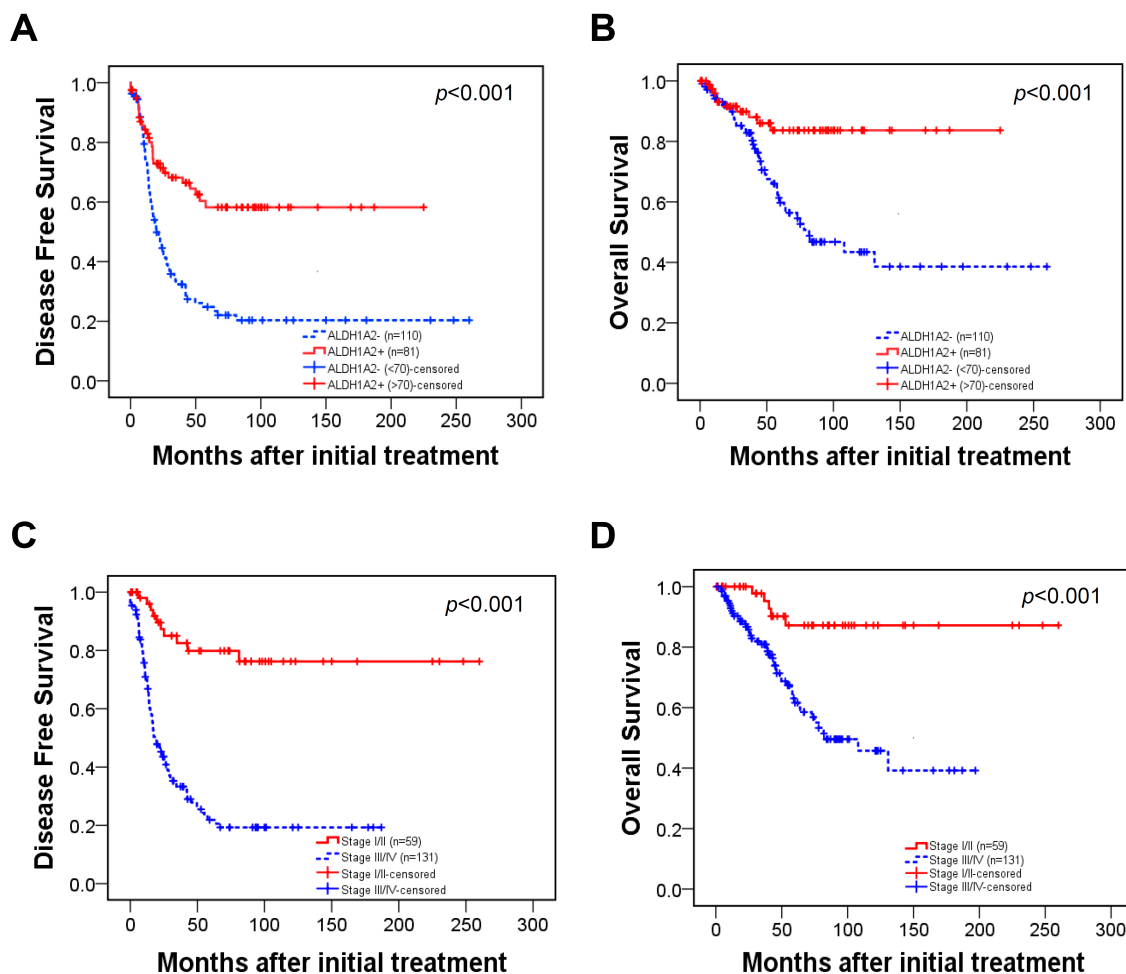 A
Disease Free Survival
1.0
0.8
0.6
0.4
0.2
0.0
p<0.001
ALDH1A2- (n=110)
ALDH1A2+ (n=81)
ALDH1A2- (<70)-censored
ALDH1A2+ (>70)-censored
0 50 100 150 200 250 300
Months after initial treatment
B
Overall Survival
1.0
0.8
0.6
0.4
0.2
0.0
p<0.001
ALDH1A2- (n=110)
ALDH1A2+ (n=81)
ALDH1A2- (<70)-censored
ALDH1A2+ (>70)-censored
0 50 100 150 200 250 300
Months after initial treatment
C
Disease Free Survival
1.0
0.8
0.6
0.4
0.2
0.0
p<0.001
Stage I/II (n=59)
Stage III/IV (n=131)
Stage I/II-censored
Stage III/IV-censored
0 50 100 150 200 250 300
Months after initial treatment
D
Overall Survival
1.0
0.8
0.6
0.4
0.2
0.0
p<0.001
Stage I/II (n=59)
Stage III/IV (n=131)
Stage I/II-censored
Stage III/IV-censored
0 50 100 150 200 250 300
Months after initial treatment